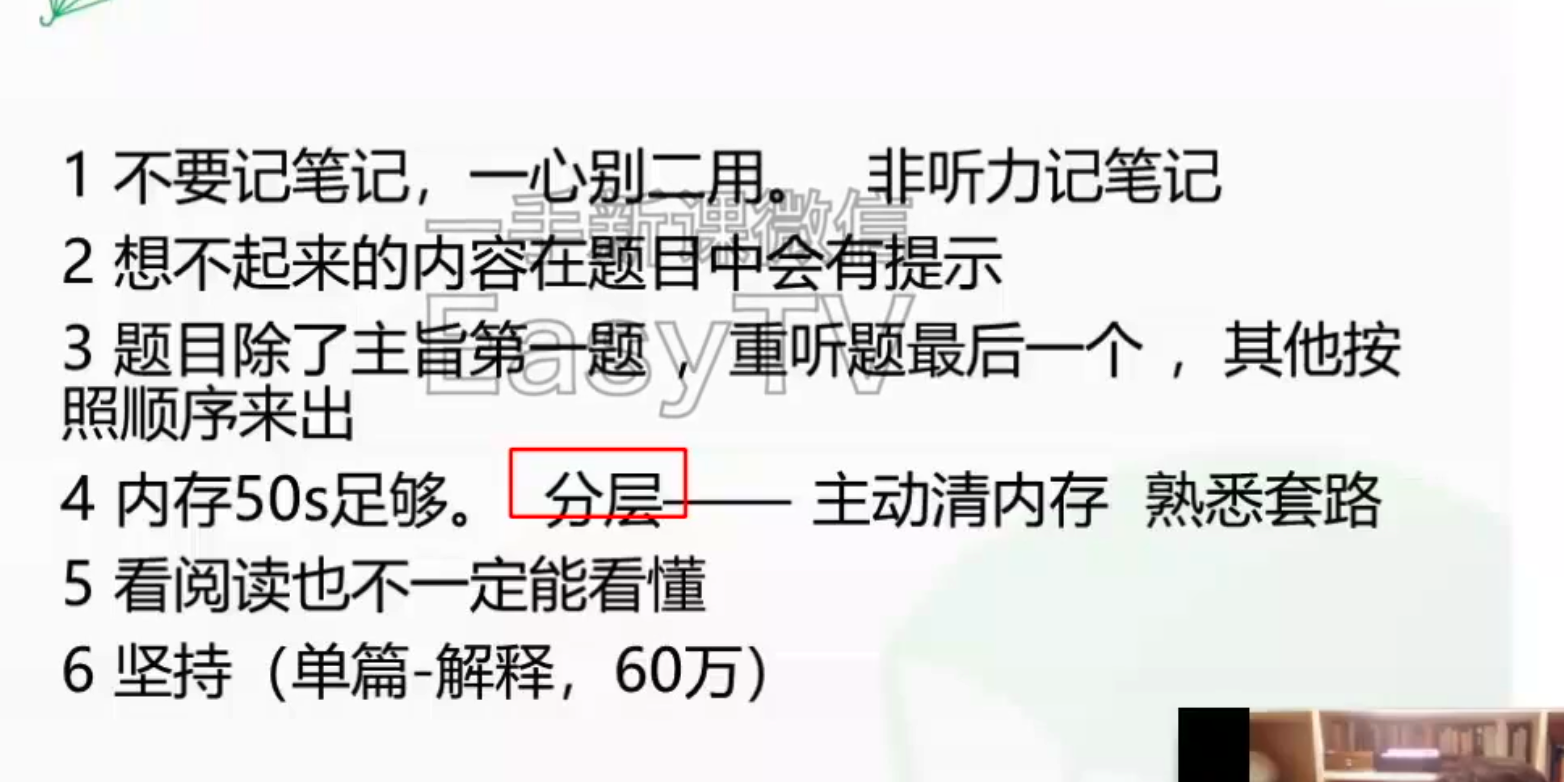 1 不要记笔记，一心别二用。 非听力记笔记
一手新课微信
2 想不起来的内容在题目中会有提示
EasyTV
3 题目除了主旨第一题 ，重听题最后一个 ，其他按
照顺序来出
4 内存50s足够。 分层—— 主动清内存 熟悉套路
5 看阅读也不一定能看懂
6 坚持（单篇-解释，60万）